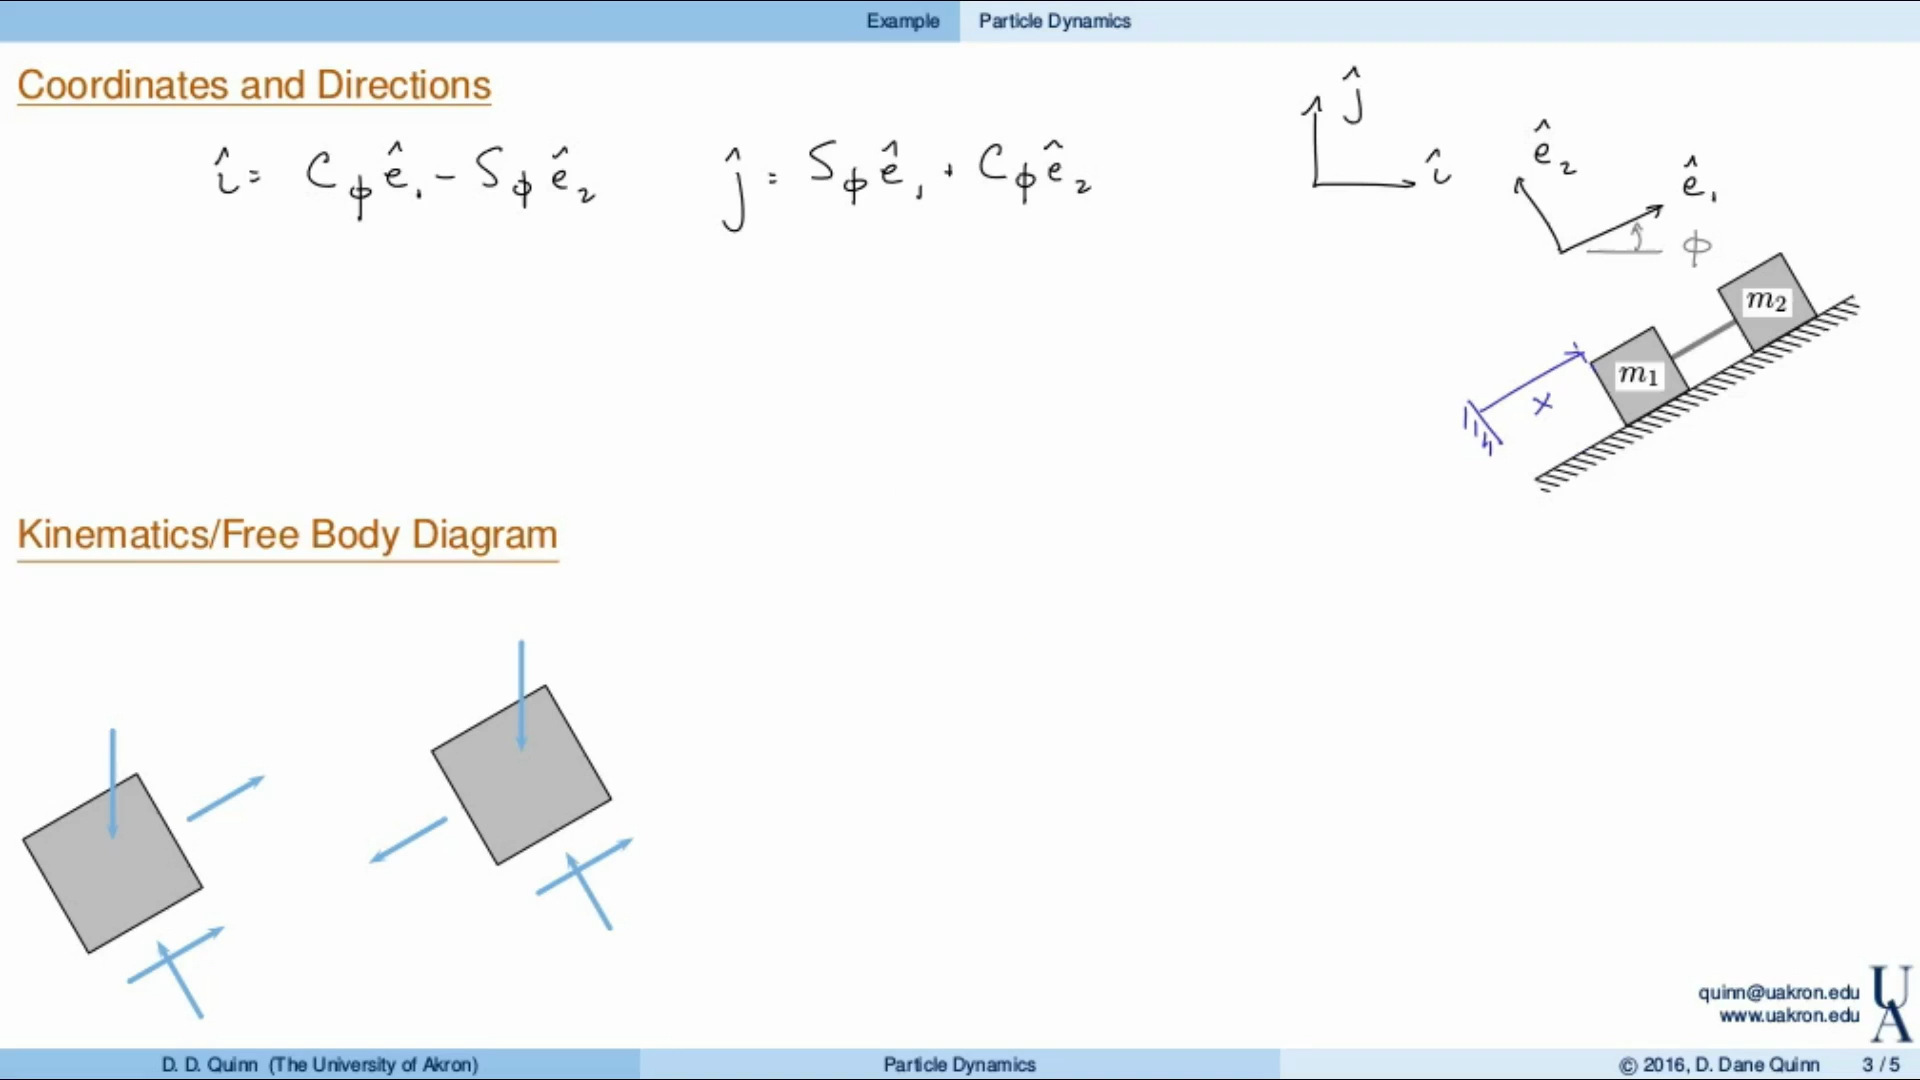 Example Particle Dynamics
Coordinates and Directions
î = Cϕ ê₁ - Sϕ ê₂ ĵ = Sϕ ê₁ + Cϕ ê₂
ĵ
î
ê₂
ê₁
ϕ
m₂
m₁
x
Kinematics/Free Body Diagram
quinn@uakron.edu
www.uakron.edu
UA
D. D. Quinn (The University of Akron) Particle Dynamics © 2016, D. Dane Quinn 3 / 5